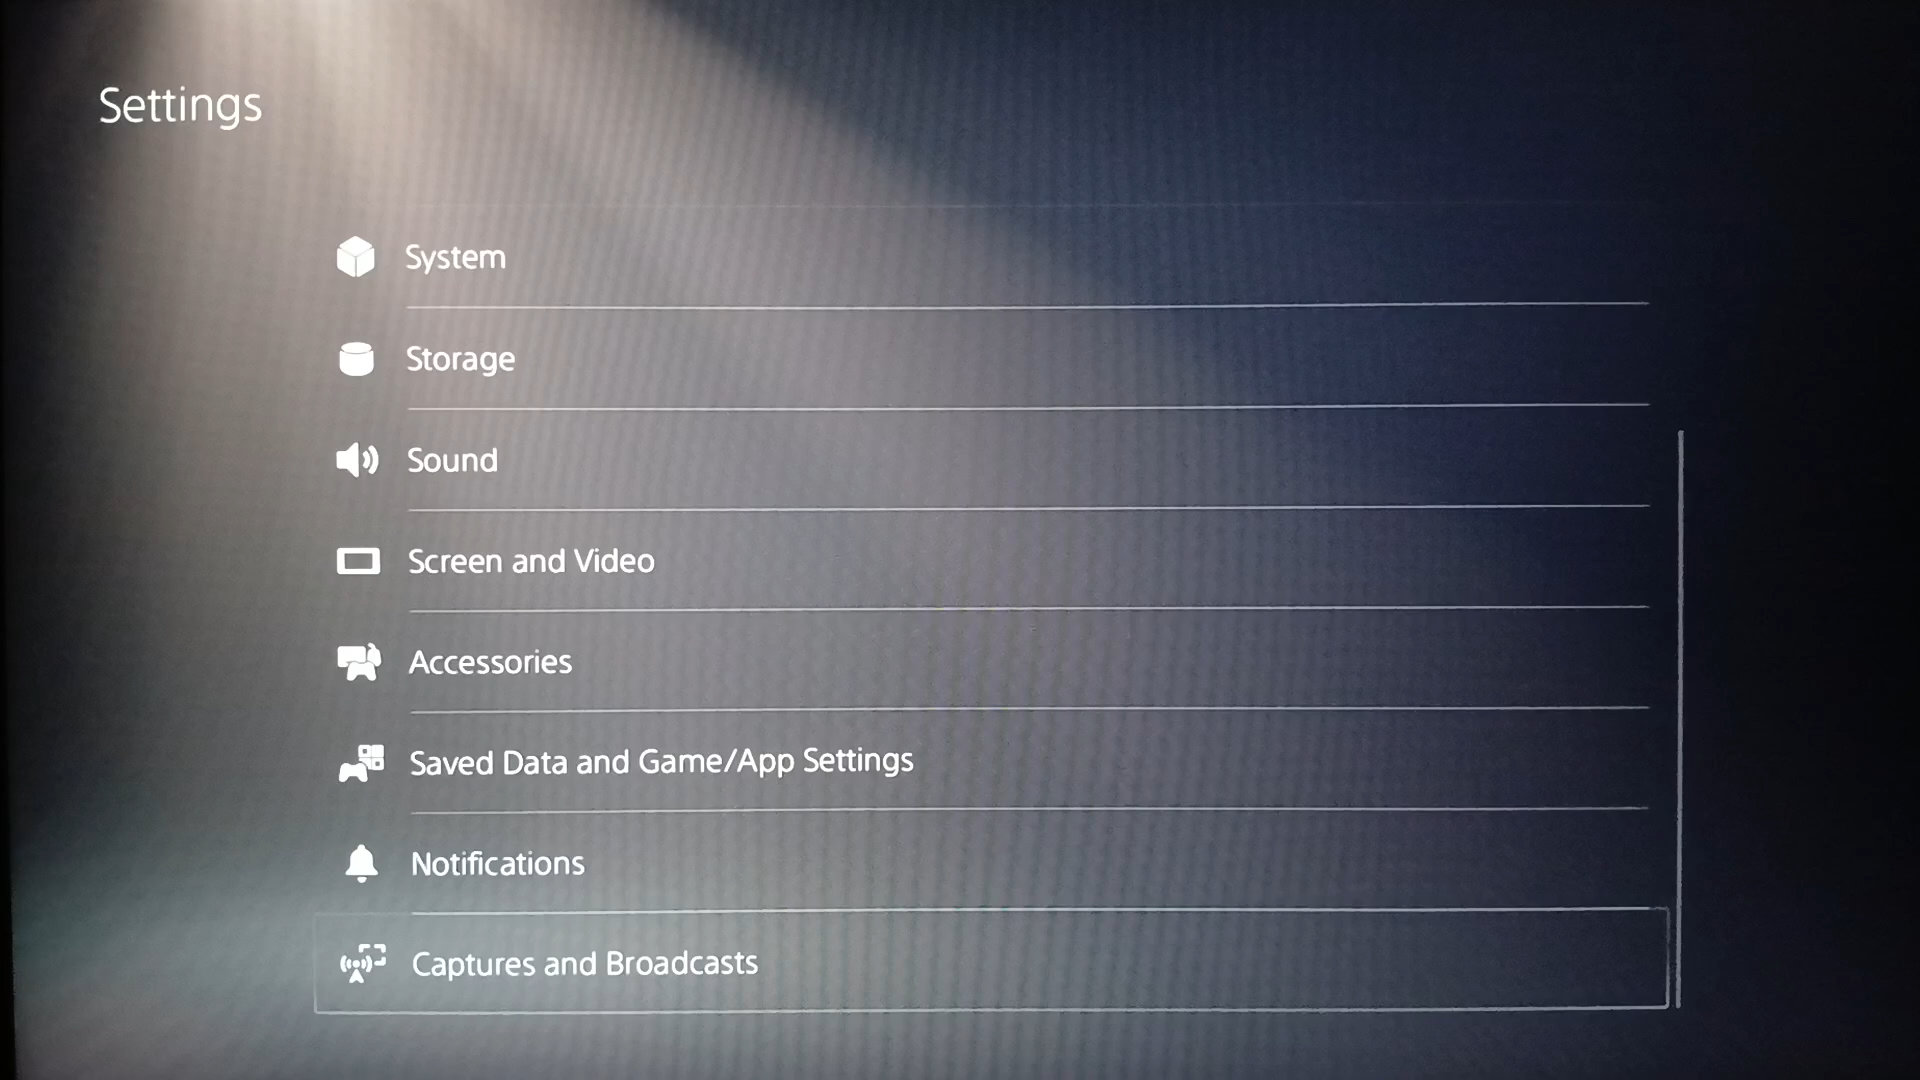 Settings
System
Storage
Sound
Screen and Video
Accessories
Saved Data and Game/App Settings
Notifications
Captures and Broadcasts